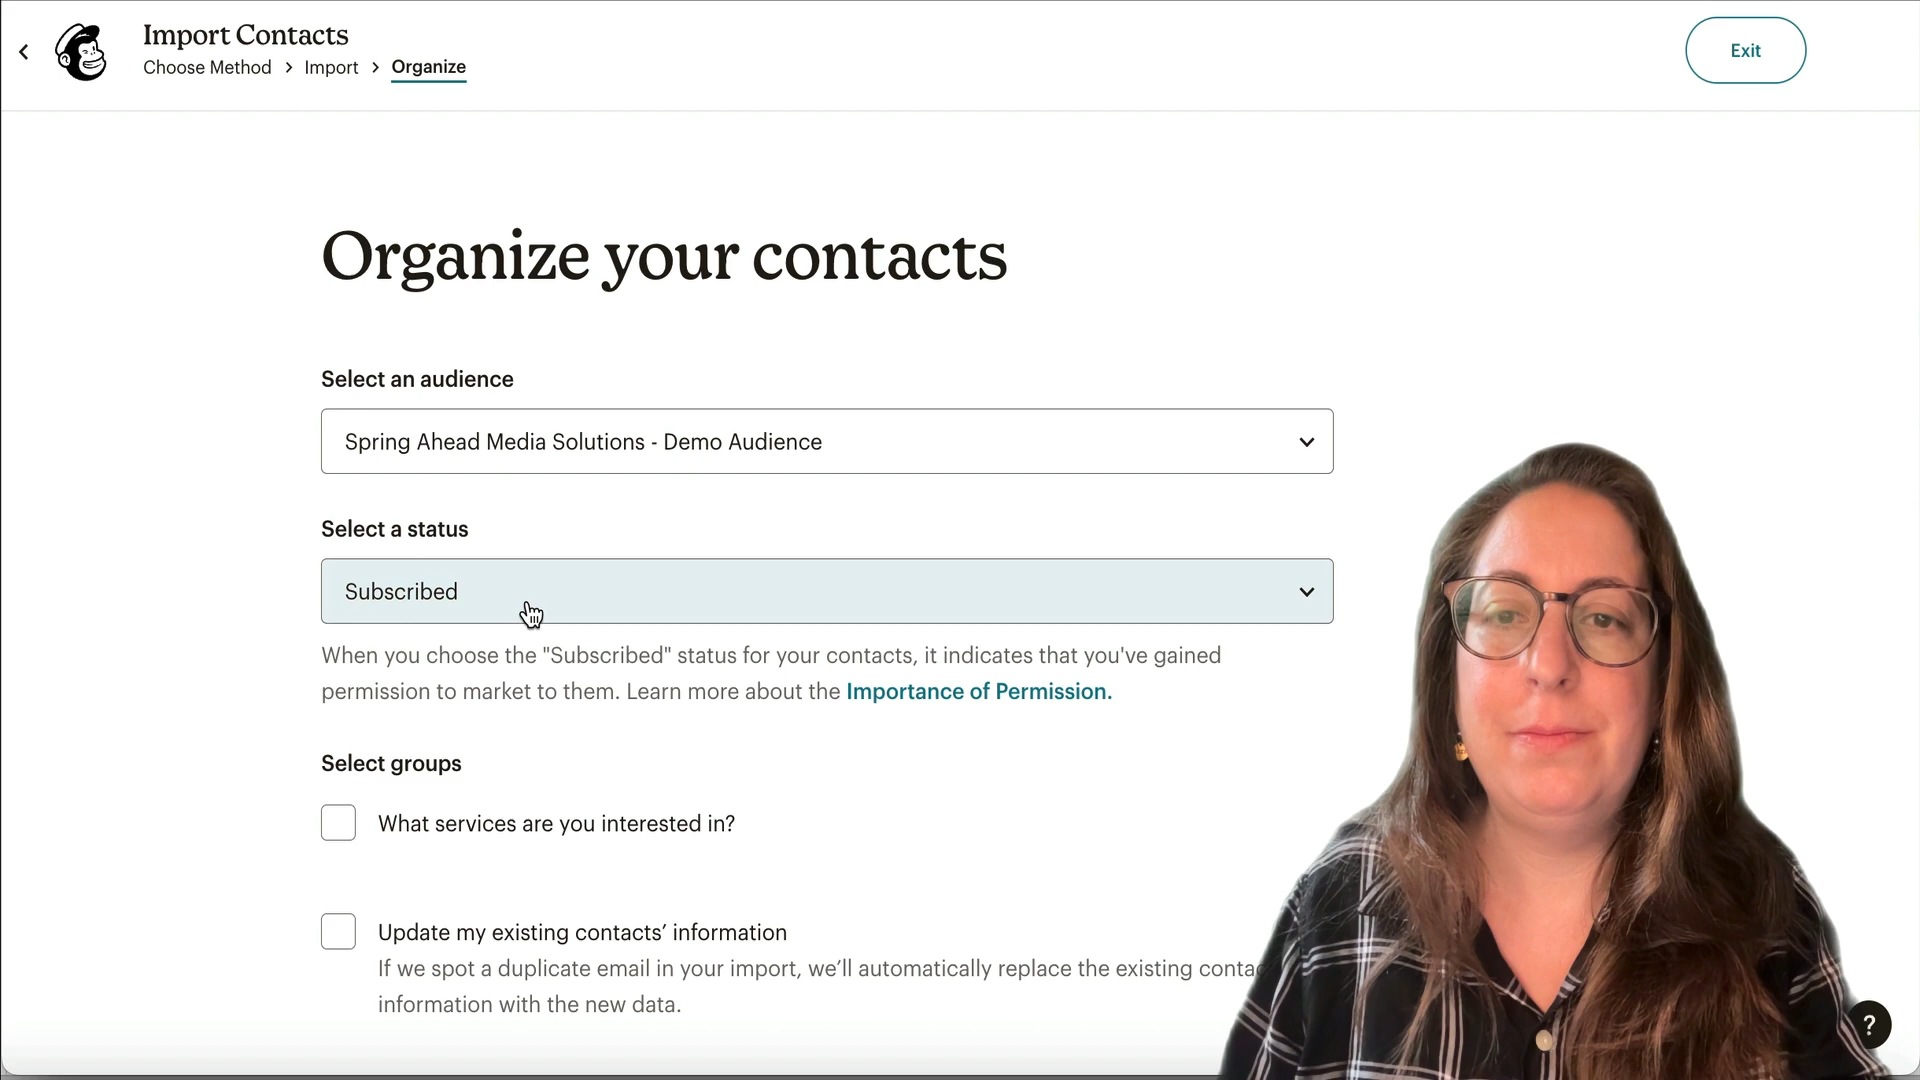 Import Contacts
Exit
Choose Method > Import > Organize
Organize your contacts
Select an audience
Spring Ahead Media Solutions - Demo Audience
Select a status
Subscribed
When you choose the "Subscribed" status for your contacts, it indicates that you've gained
permission to market to them. Learn more about the Importance of Permission.
Select groups
What services are you interested in?
Update my existing contacts’ information
If we spot a duplicate email in your import, we’ll automatically replace the existing
information with the new data.
?